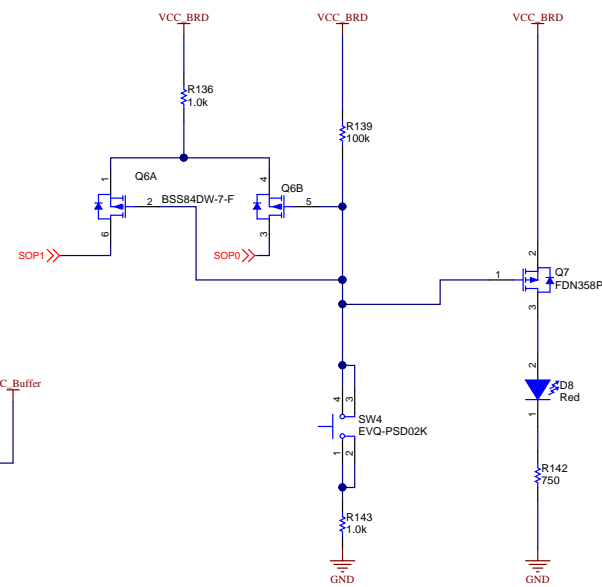 VCC_BRD
VCC_BRD
VCC_BRD
R136
1.0k
R139
100k
Q6A
BSS84DW-7-F
Q6B
1
2
6
4
5
3
SOP1
SOP0
1
2
3
Q7
FDN358P
C_Buffer
2
1
D8
Red
4
3
SW4
EVQ-PSD02K
1
2
R142
750
R143
1.0k
GND
GND